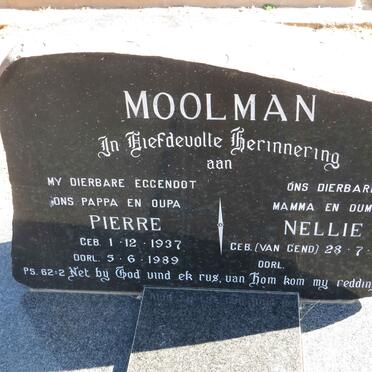 MOOLMAN
In Liefdevolle Herinnering
aan
MY DIERBARE EGGENOOT
ONS PAPPA EN OUPA
PIERRE
GEB. 1-12-1937
OORL. 5-6-1989
ONS DIERBARE
MAMMA EN OUMA
NELLIE
GEB. (VAN GEND) 28-7-
OORL.
PS. 62:2 Net by God vind ek rus, van Hom kom my redding